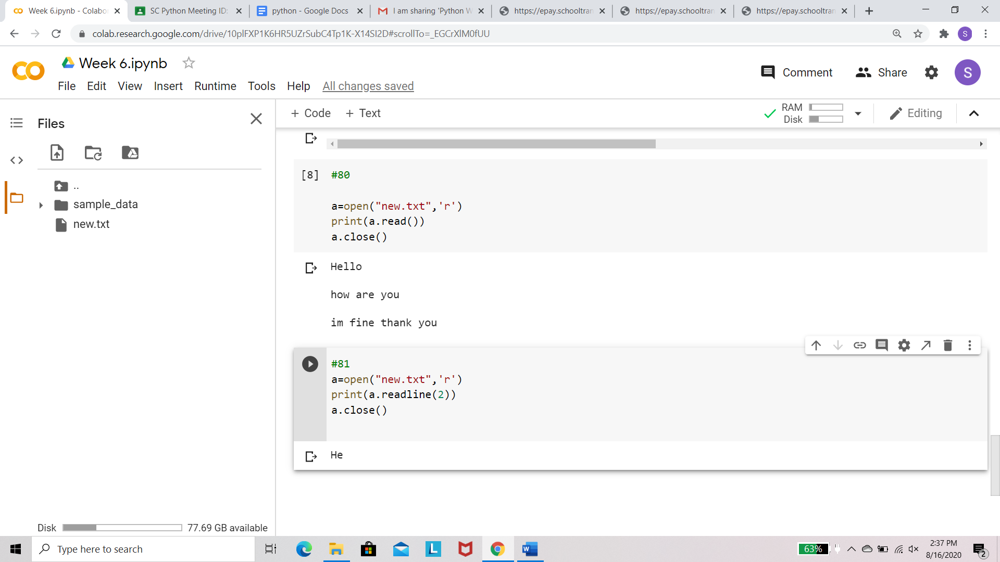 Week 6.ipynb - Colabo
SC Python Meeting ID:
python - Google Docs
I am sharing 'Python W
https://epay.schooltran
https://epay.schooltran
https://epay.schooltran
colab.research.google.com/drive/10plFXP1K6HR5UZrSubC4Tp1K-X14SI2D#scrollTo=_EGCrXlM0fUU
S
Week 6.ipynb
File Edit View Insert Runtime Tools Help All changes saved
Comment
Share
S
Files
+ Code + Text
RAM
Disk
Editing
..
sample_data
new.txt
[8] #80
a=open("new.txt",'r')
print(a.read())
a.close()
Hello
how are you
im fine thank you
#81
a=open("new.txt",'r')
print(a.readline(2))
a.close()
He
Disk 77.69 GB available
Type here to search
L
W
63%
2:37 PM
8/16/2020
2